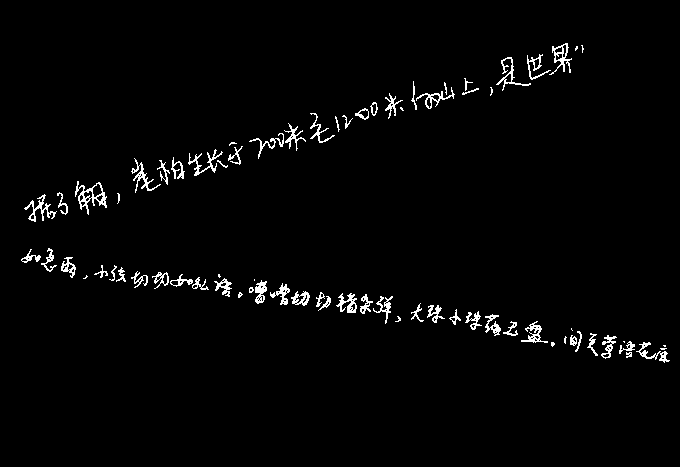 据了解，崖柏生长于700米至1200米的山上，是世界"
如急雨，小弦切切如私语。嘈嘈切切错杂弹，大珠小珠落玉盘。间关莺语花底